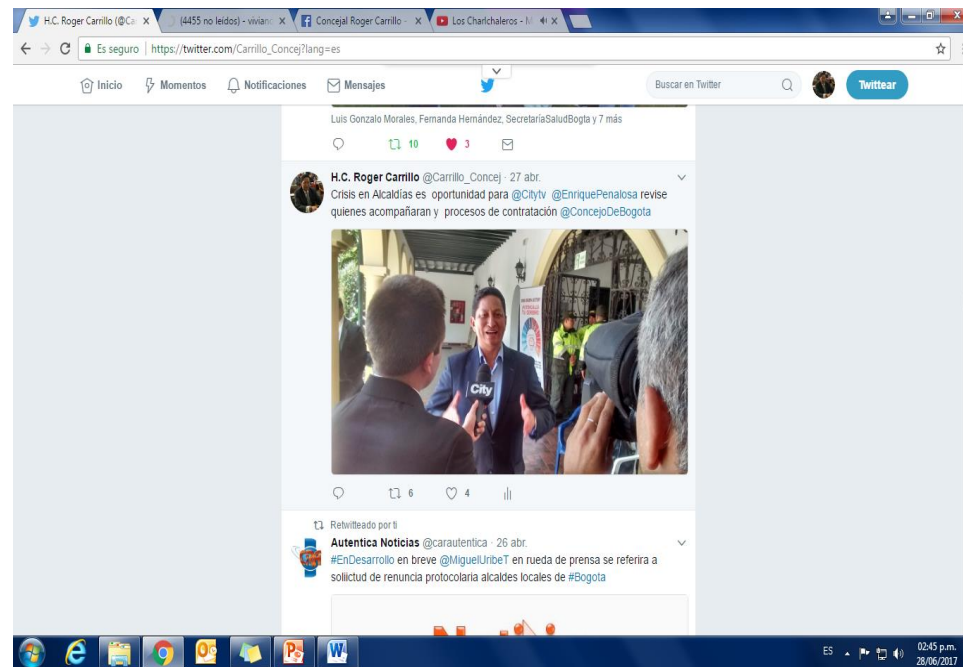 H.C. Roger Carrillo (@Ca
(4455 no leídos) - vivian
Concejal Roger Carrillo -
Los Charichaleros - M
Es seguro
https://twitter.com/Carrillo_Concej?lang=es
Inicio
Momentos
Notificaciones
Mensajes
Buscar en Twitter
Twittear
Luis Gonzalo Morales, Fernanda Hernández, SecretaríaSaludBogta y 7 más
10
3
H.C. Roger Carrillo @Carrillo_Concej · 27 abr.
Crisis en Alcaldías es oportunidad para @Citytv @EnriquePenalosa revise
quienes acompañaran y procesos de contratación @ConcejoDeBogota
City
6
4
Retwitteado por ti
Autentica Noticias @carautentica · 26 abr.
#EnDesarrollo en breve @MiguelUribeT en rueda de prensa se referira a
soliictud de renuncia protocolaria alcaldes locales de #Bogota
ES
02:45 p.m.
28/06/2017